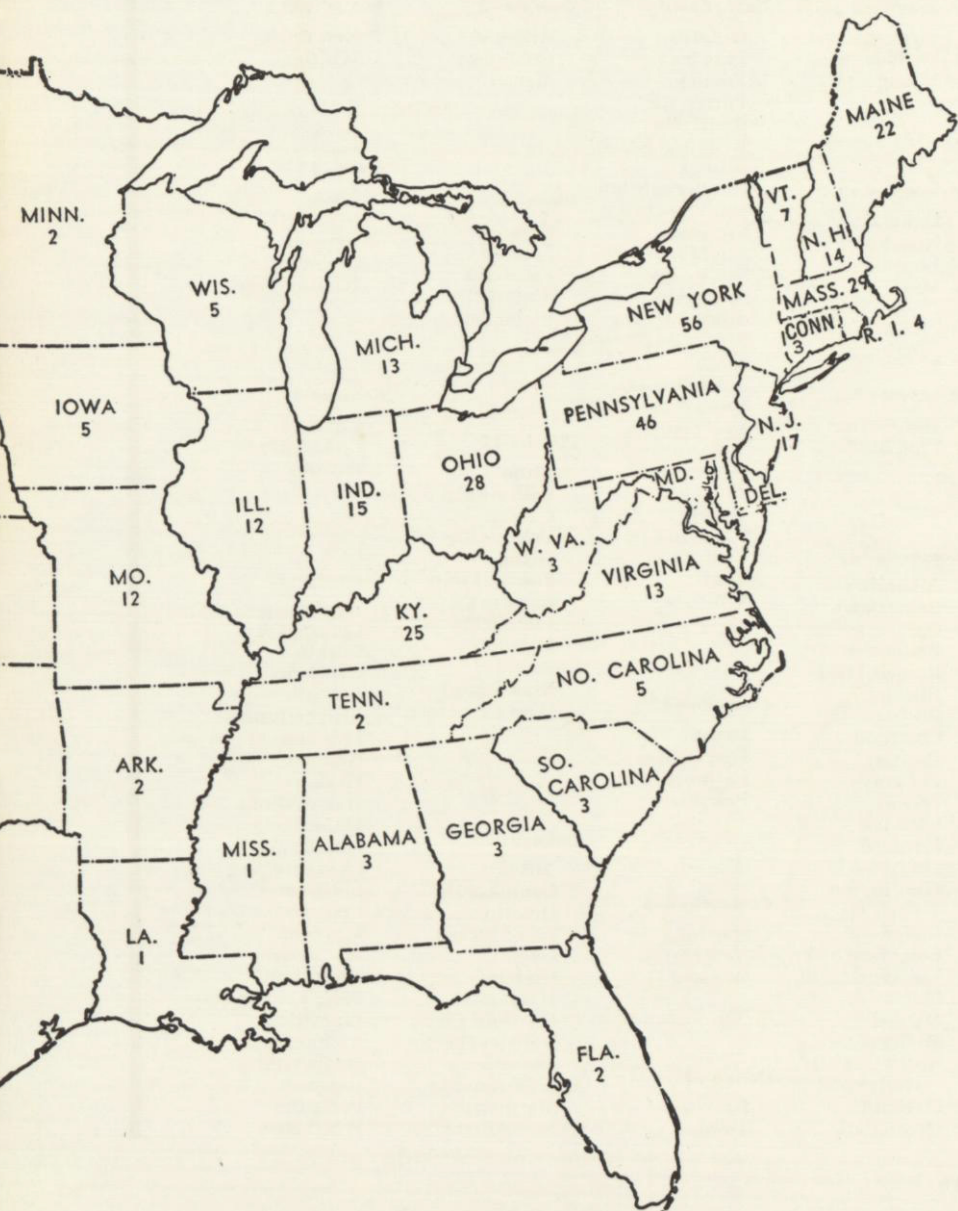 MAINE
22
VT.
7
N. H.
14
MINN.
2
WIS.
5
MASS. 29
NEW YORK
56
CONN.
3
R. I. 4
MICH.
13
IOWA
5
PENNSYLVANIA
46
N. J.
17
OHIO
28
MD.
DEL.
ILL.
12
IND.
15
W. VA.
3
VIRGINIA
13
MO.
12
KY.
25
NO. CAROLINA
5
TENN.
2
ARK.
2
SO.
CAROLINA
3
MISS.
1
ALABAMA
3
GEORGIA
3
LA.
1
FLA.
2